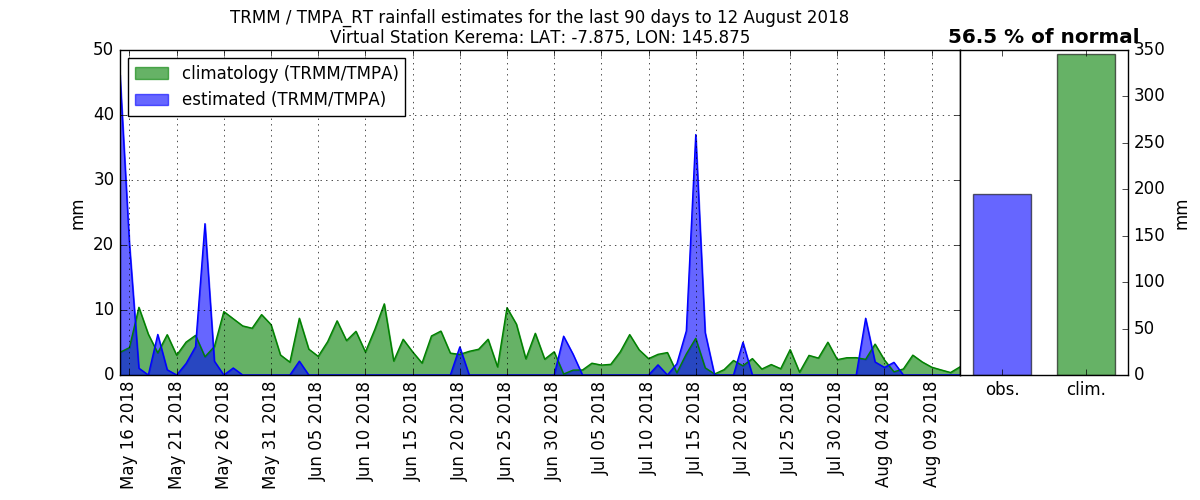 TRMM / TMPA_RT rainfall estimates for the last 90 days to 12 August 2018
Virtual Station Kerema: LAT: -7.875, LON: 145.875
56.5 % of normal
climatology (TRMM/TMPA)
estimated (TRMM/TMPA)
mm
50
40
30
20
10
0
May 16 2018
May 21 2018
May 26 2018
May 31 2018
Jun 05 2018
Jun 10 2018
Jun 15 2018
Jun 20 2018
Jun 25 2018
Jun 30 2018
Jul 05 2018
Jul 10 2018
Jul 15 2018
Jul 20 2018
Jul 25 2018
Jul 30 2018
Aug 04 2018
Aug 09 2018
obs.
clim.
350
300
250
200
150
100
50
0
mm